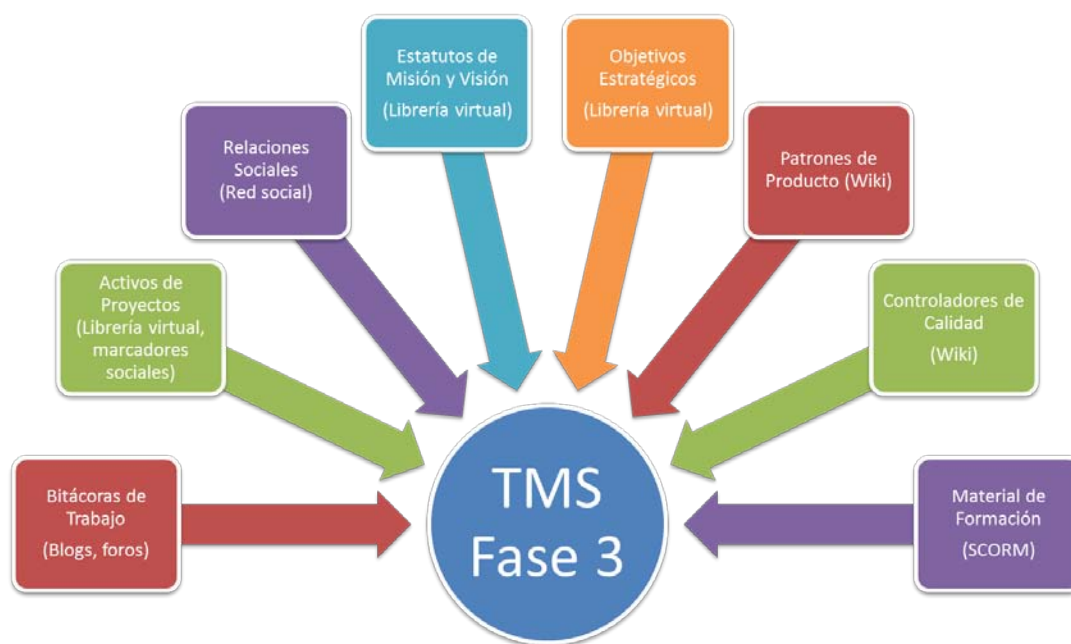 Estatutos de
Misión y Visión
(Librería virtual)
Objetivos
Estratégicos
(Librería virtual)
Relaciones
Sociales
(Red social)
Patrones de
Producto (Wiki)
Activos de
Proyectos
(Librería virtual,
marcadores
sociales)
Controladores de
Calidad
(Wiki)
Bitácoras de
Trabajo
(Blogs, foros)
TMS
Fase 3
Material de
Formación
(SCORM)